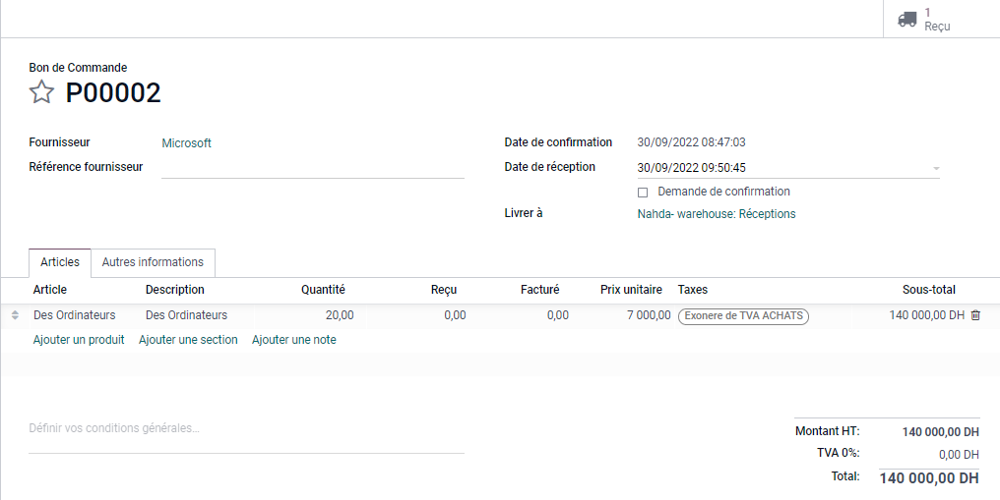 1
Reçu
Bon de Commande
P00002
Fournisseur Microsoft Date de confirmation 30/09/2022 08:47:03
Référence fournisseur Date de réception 30/09/2022 09:50:45
Demande de confirmation
Livrer à Nahda- warehouse: Réceptions
Articles Autres informations
Article Description Quantité Reçu Facturé Prix unitaire Taxes Sous-total
Des Ordinateurs Des Ordinateurs 20,00 0,00 0,00 7 000,00 Exonere de TVA ACHATS 140 000,00 DH
Ajouter un produit Ajouter une section Ajouter une note
Définir vos conditions générales...
Montant HT: 140 000,00 DH
TVA 0%: 0,00 DH
Total: 140 000,00 DH